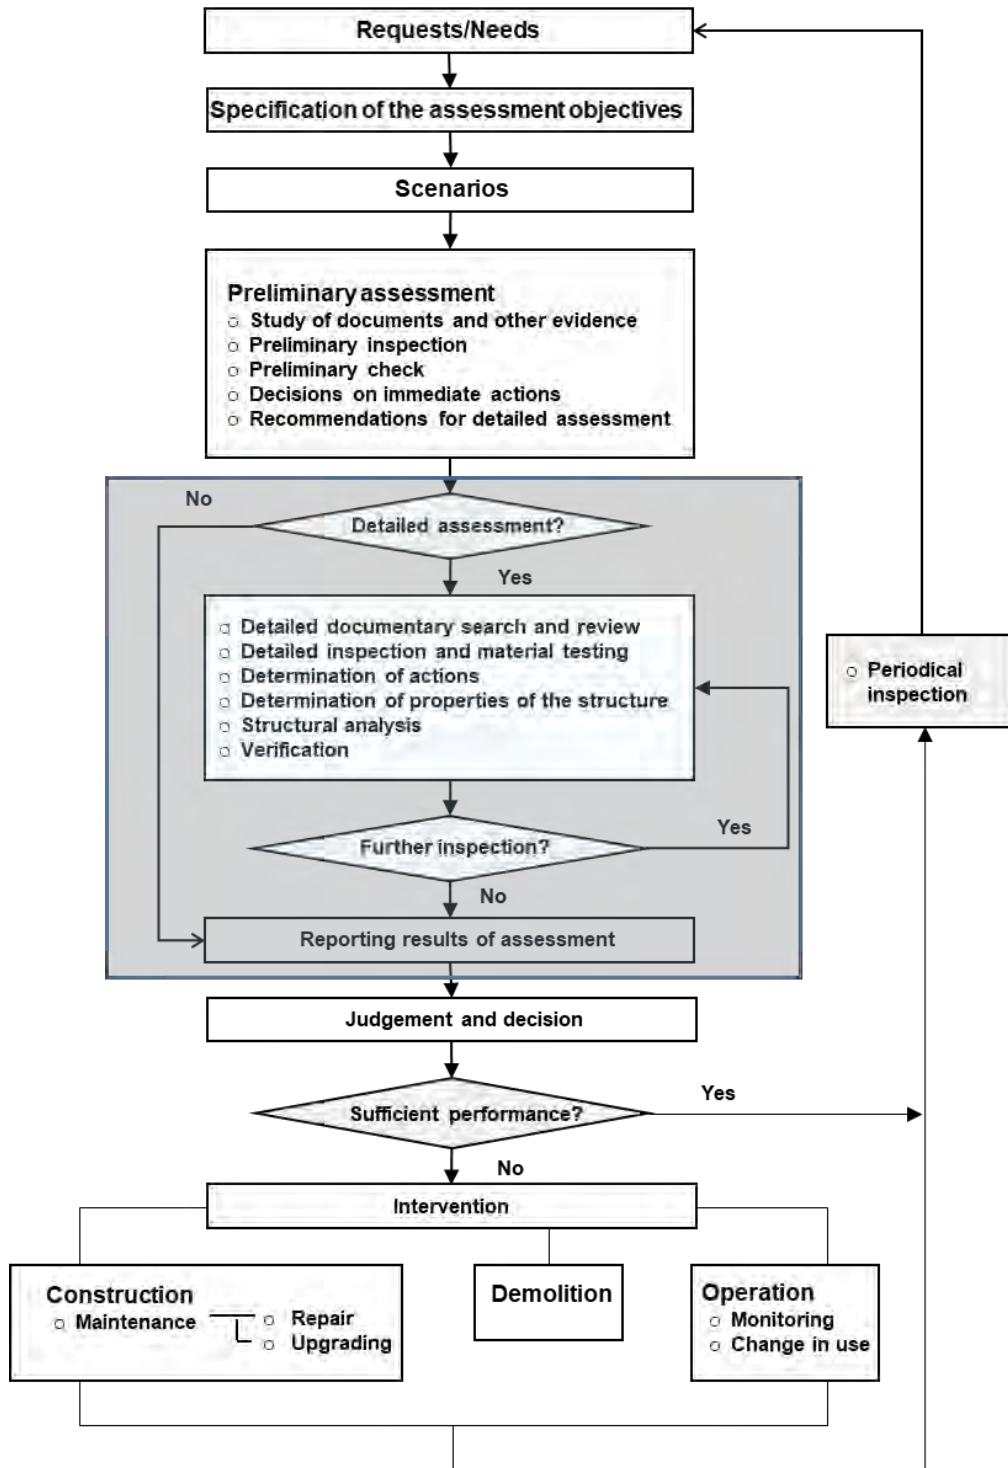 Requests/Needs
Specification of the assessment objectives
Scenarios
Preliminary assessment
Study of documents and other evidence
Preliminary inspection
Preliminary check
Decisions on immediate actions
Recommendations for detailed assessment
No
Detailed assessment?
Yes
Detailed documentary search and review
Detailed inspection and material testing
Determination of actions
Determination of properties of the structure
Structural analysis
Verification
Periodical
inspection
Further inspection?
Yes
No
Reporting results of assessment
Judgement and decision
Sufficient performance?
Yes
No
Intervention
Construction
Maintenance
Repair
Upgrading
Demolition
Operation
Monitoring
Change in use